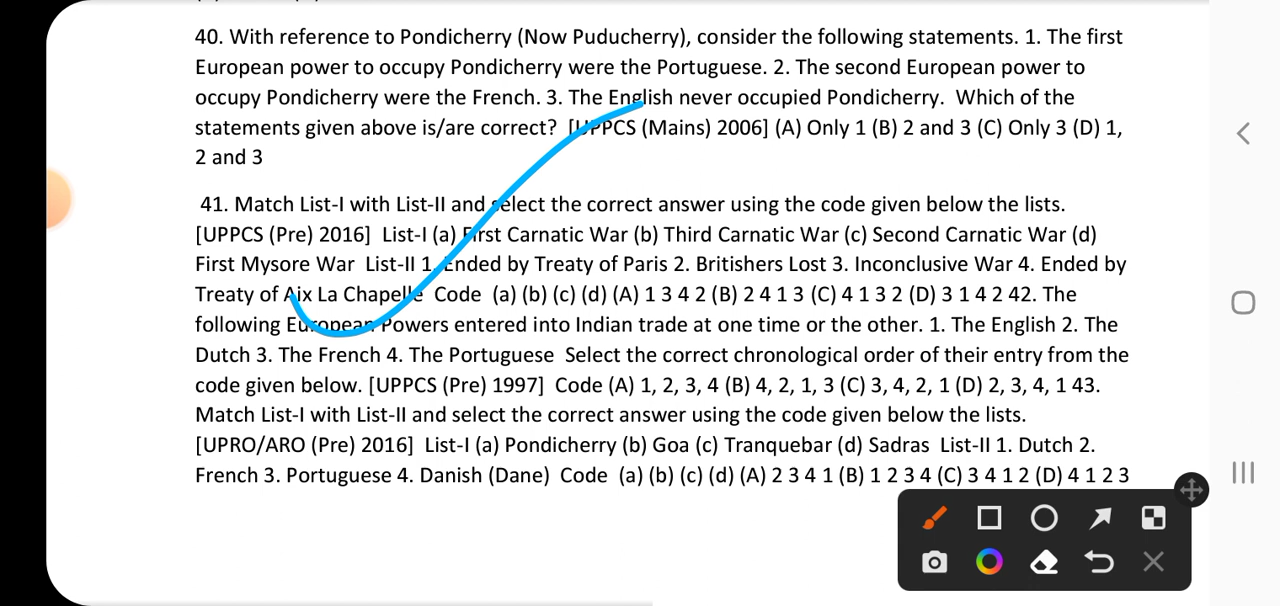 40. With reference to Pondicherry (Now Puducherry), consider the following statements. 1. The first
European power to occupy Pondicherry were the Portuguese. 2. The second European power to
occupy Pondicherry were the French. 3. The English never occupied Pondicherry. Which of the
statements given above is/are correct? [UPPCS (Mains) 2006] (A) Only 1 (B) 2 and 3 (C) Only 3 (D) 1,
2 and 3
41. Match List-I with List-II and select the correct answer using the code given below the lists.
[UPPCS (Pre) 2016] List-I (a) First Carnatic War (b) Third Carnatic War (c) Second Carnatic War (d)
First Mysore War List-II 1. Ended by Treaty of Paris 2. Britishers Lost 3. Inconclusive War 4. Ended by
Treaty of Aix La Chapelle Code (a) (b) (c) (d) (A) 1 3 4 2 (B) 2 4 1 3 (C) 4 1 3 2 (D) 3 1 4 2 42. The
following European Powers entered into Indian trade at one time or the other. 1. The English 2. The
Dutch 3. The French 4. The Portuguese Select the correct chronological order of their entry from the
code given below. [UPPCS (Pre) 1997] Code (A) 1, 2, 3, 4 (B) 4, 2, 1, 3 (C) 3, 4, 2, 1 (D) 2, 3, 4, 1 43.
Match List-I with List-II and select the correct answer using the code given below the lists.
[UPRO/ARO (Pre) 2016] List-I (a) Pondicherry (b) Goa (c) Tranquebar (d) Sadras List-II 1. Dutch 2.
French 3. Portuguese 4. Danish (Dane) Code (a) (b) (c) (d) (A) 2 3 4 1 (B) 1 2 3 4 (C) 3 4 1 2 (D) 4 1 2 3